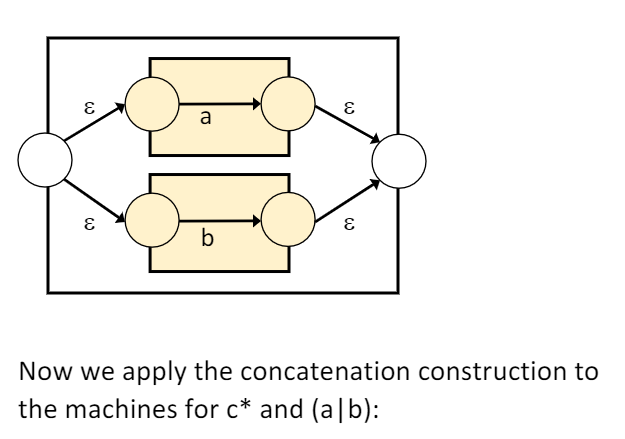 ε ε
a
ε ε
b
Now we apply the concatenation construction to
the machines for c* and (a|b):